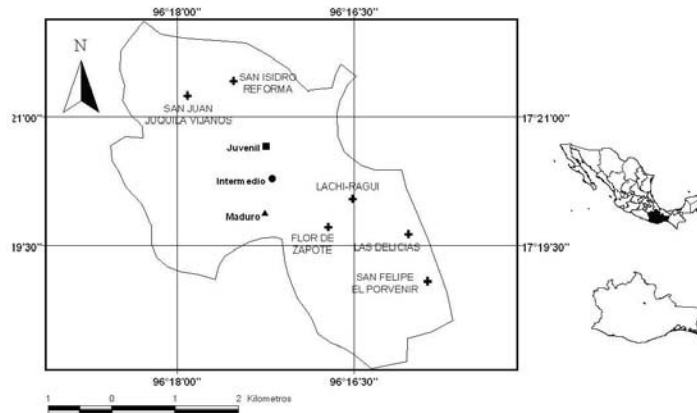 96°18'00" 96°16'30"
N
SAN ISIDRO
REFORMA
SAN JUAN
JUQUILA VIJANOS
21°00" 17°21'00"
Juvenil
Intermedio
LACHI-RAGUI
Maduro
FLOR DE
ZAPOTE
LAS DELICIAS
19'30" 17°19'30"
SAN FELIPE
EL PORVENIR
96°18'00" 96°16'30"
1 0 1 2 Kilometros